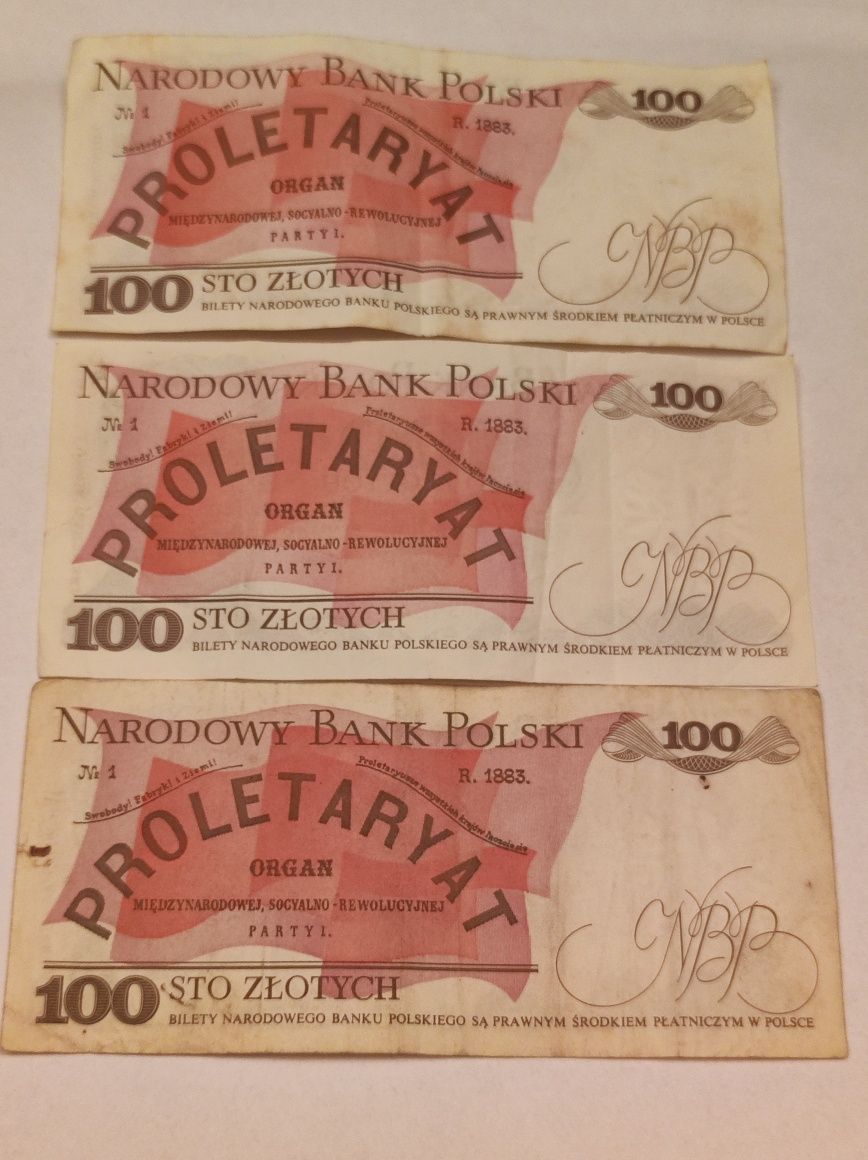 NARODOWY BANK POLSKI
100
№ 1
Swobody! Fabryk! i Ziemi!
Proletaryusze wszystkich krajów łączcie się
R. 1883.
PROLETARYAT
ORGAN
MIĘDZYNARODOWEJ, SOCYALNO-REWOLUCYJNEJ
PARTYI.
NBP
100 STO ZŁOTYCH
BILETY NARODOWEGO BANKU POLSKIEGO SĄ PRAWNYM ŚRODKIEM PŁATNICZYM W POLSCE
NARODOWY BANK POLSKI
100
№ 1
Swobody! Fabryk! i Ziemi!
Proletaryusze wszystkich krajów łączcie się
R. 1883.
PROLETARYAT
ORGAN
MIĘDZYNARODOWEJ, SOCYALNO-REWOLUCYJNEJ
PARTYI.
NBP
100 STO ZŁOTYCH
BILETY NARODOWEGO BANKU POLSKIEGO SĄ PRAWNYM ŚRODKIEM PŁATNICZYM W POLSCE
NARODOWY BANK POLSKI
100
№ 1
Swobody! Fabryk! i Ziemi!
Proletaryusze wszystkich krajów łączcie się
R. 1883.
PROLETARYAT
ORGAN
MIĘDZYNARODOWEJ, SOCYALNO-REWOLUCYJNEJ
PARTYI.
NBP
100 STO ZŁOTYCH
BILETY NARODOWEGO BANKU POLSKIEGO SĄ PRAWNYM ŚRODKIEM PŁATNICZYM W POLSCE